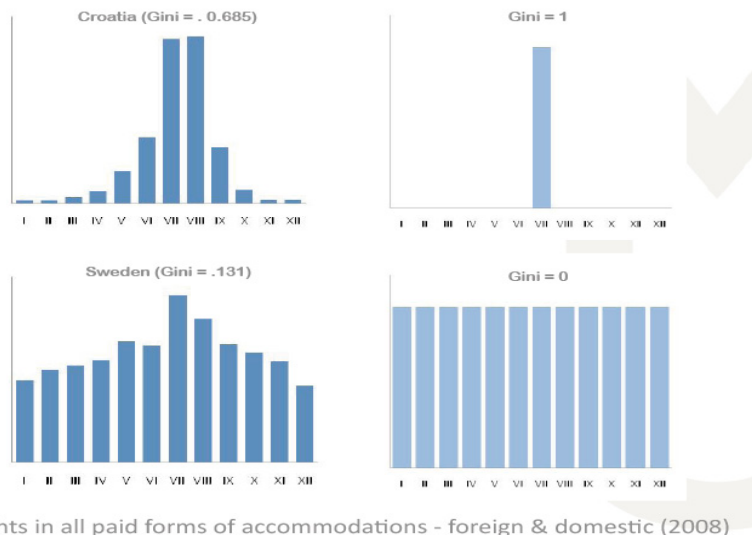 Croatia (Gini = . 0.685)
I II III IV V VI VII VIII IX X XI XII
Gini = 1
I II III IV V VI VII VIII IX X XI XII
Sweden (Gini = .131)
I II III IV V VI VII VIII IX X XI XII
Gini = 0
I II III IV V VI VII VIII IX X XI XII
nts in all paid forms of accommodations - foreign & domestic (2008)